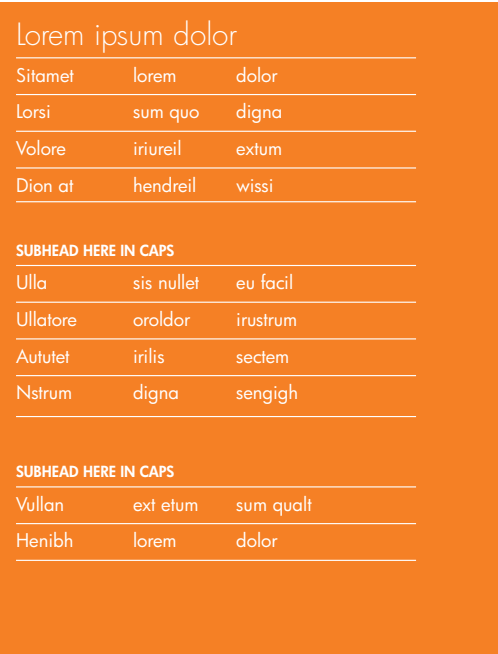 Lorem ipsum dolor
Sitamet lorem dolor
Lorsi sum quo digna
Volore iriureil extum
Dion at hendreil wissi
SUBHEAD HERE IN CAPS
Ulla sis nullet eu facil
Ullatore oroldor irustrum
Aututet irilis sectem
Nstrum digna sengigh
SUBHEAD HERE IN CAPS
Vullan ext etum sum qualt
Henibh lorem dolor